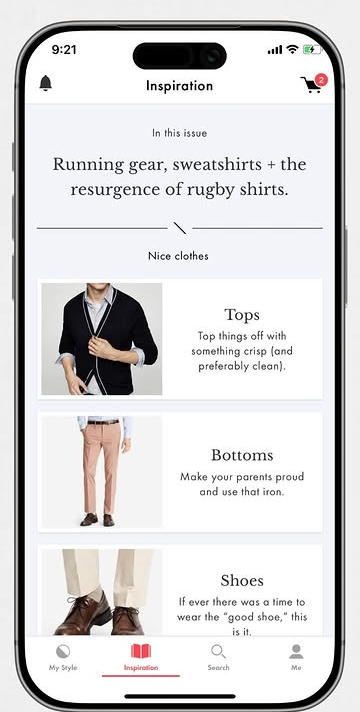 9:21
Inspiration
2
In this issue
Running gear, sweatshirts + the
resurgence of rugby shirts.
Nice clothes
Tops
Top things off with
something crisp (and
preferably clean).
Bottoms
Make your parents proud
and use that iron.
Shoes
If ever there was a time to
wear the “good shoe,” this
is it.
My Style
Inspiration
Search
Me